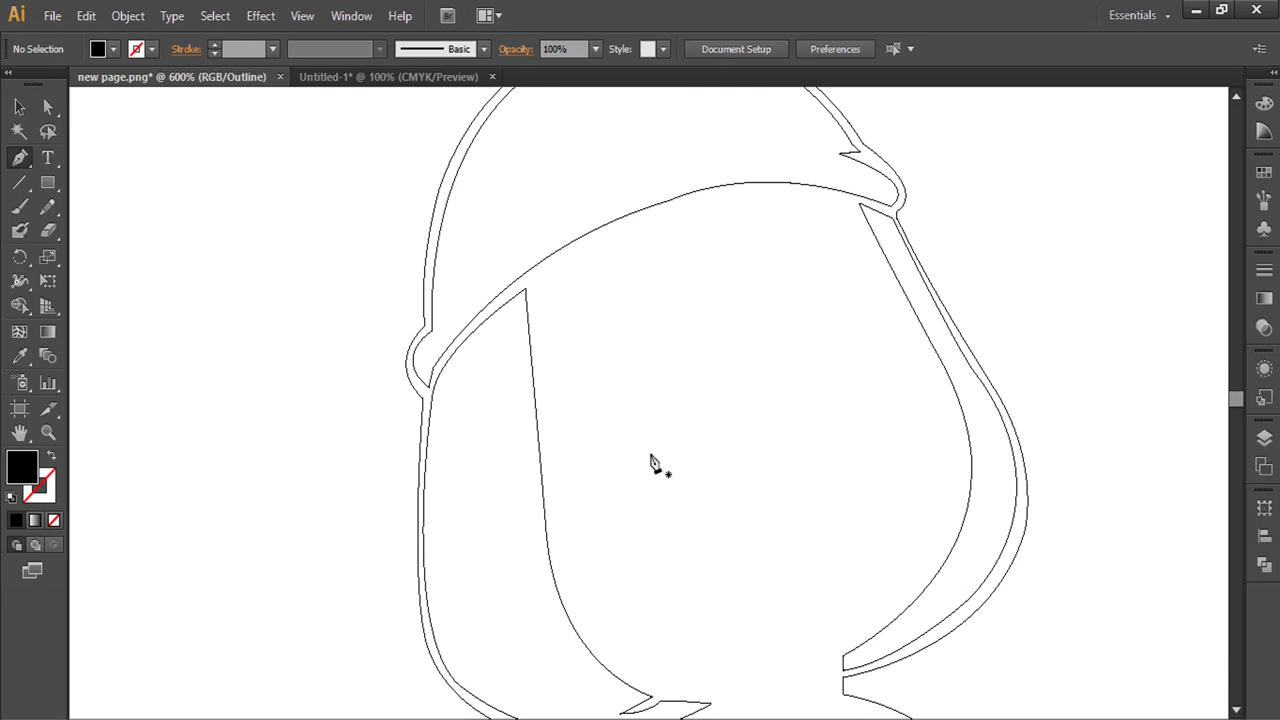 Ai File Edit Object Type Select Effect View Window Help Br Essentials
No Selection Stroke: Basic Opacity: 100% Style: Document Setup Preferences
new page.png* @ 600% (RGB/Outline) Untitled-1* @ 100% (CMYK/Preview)
T